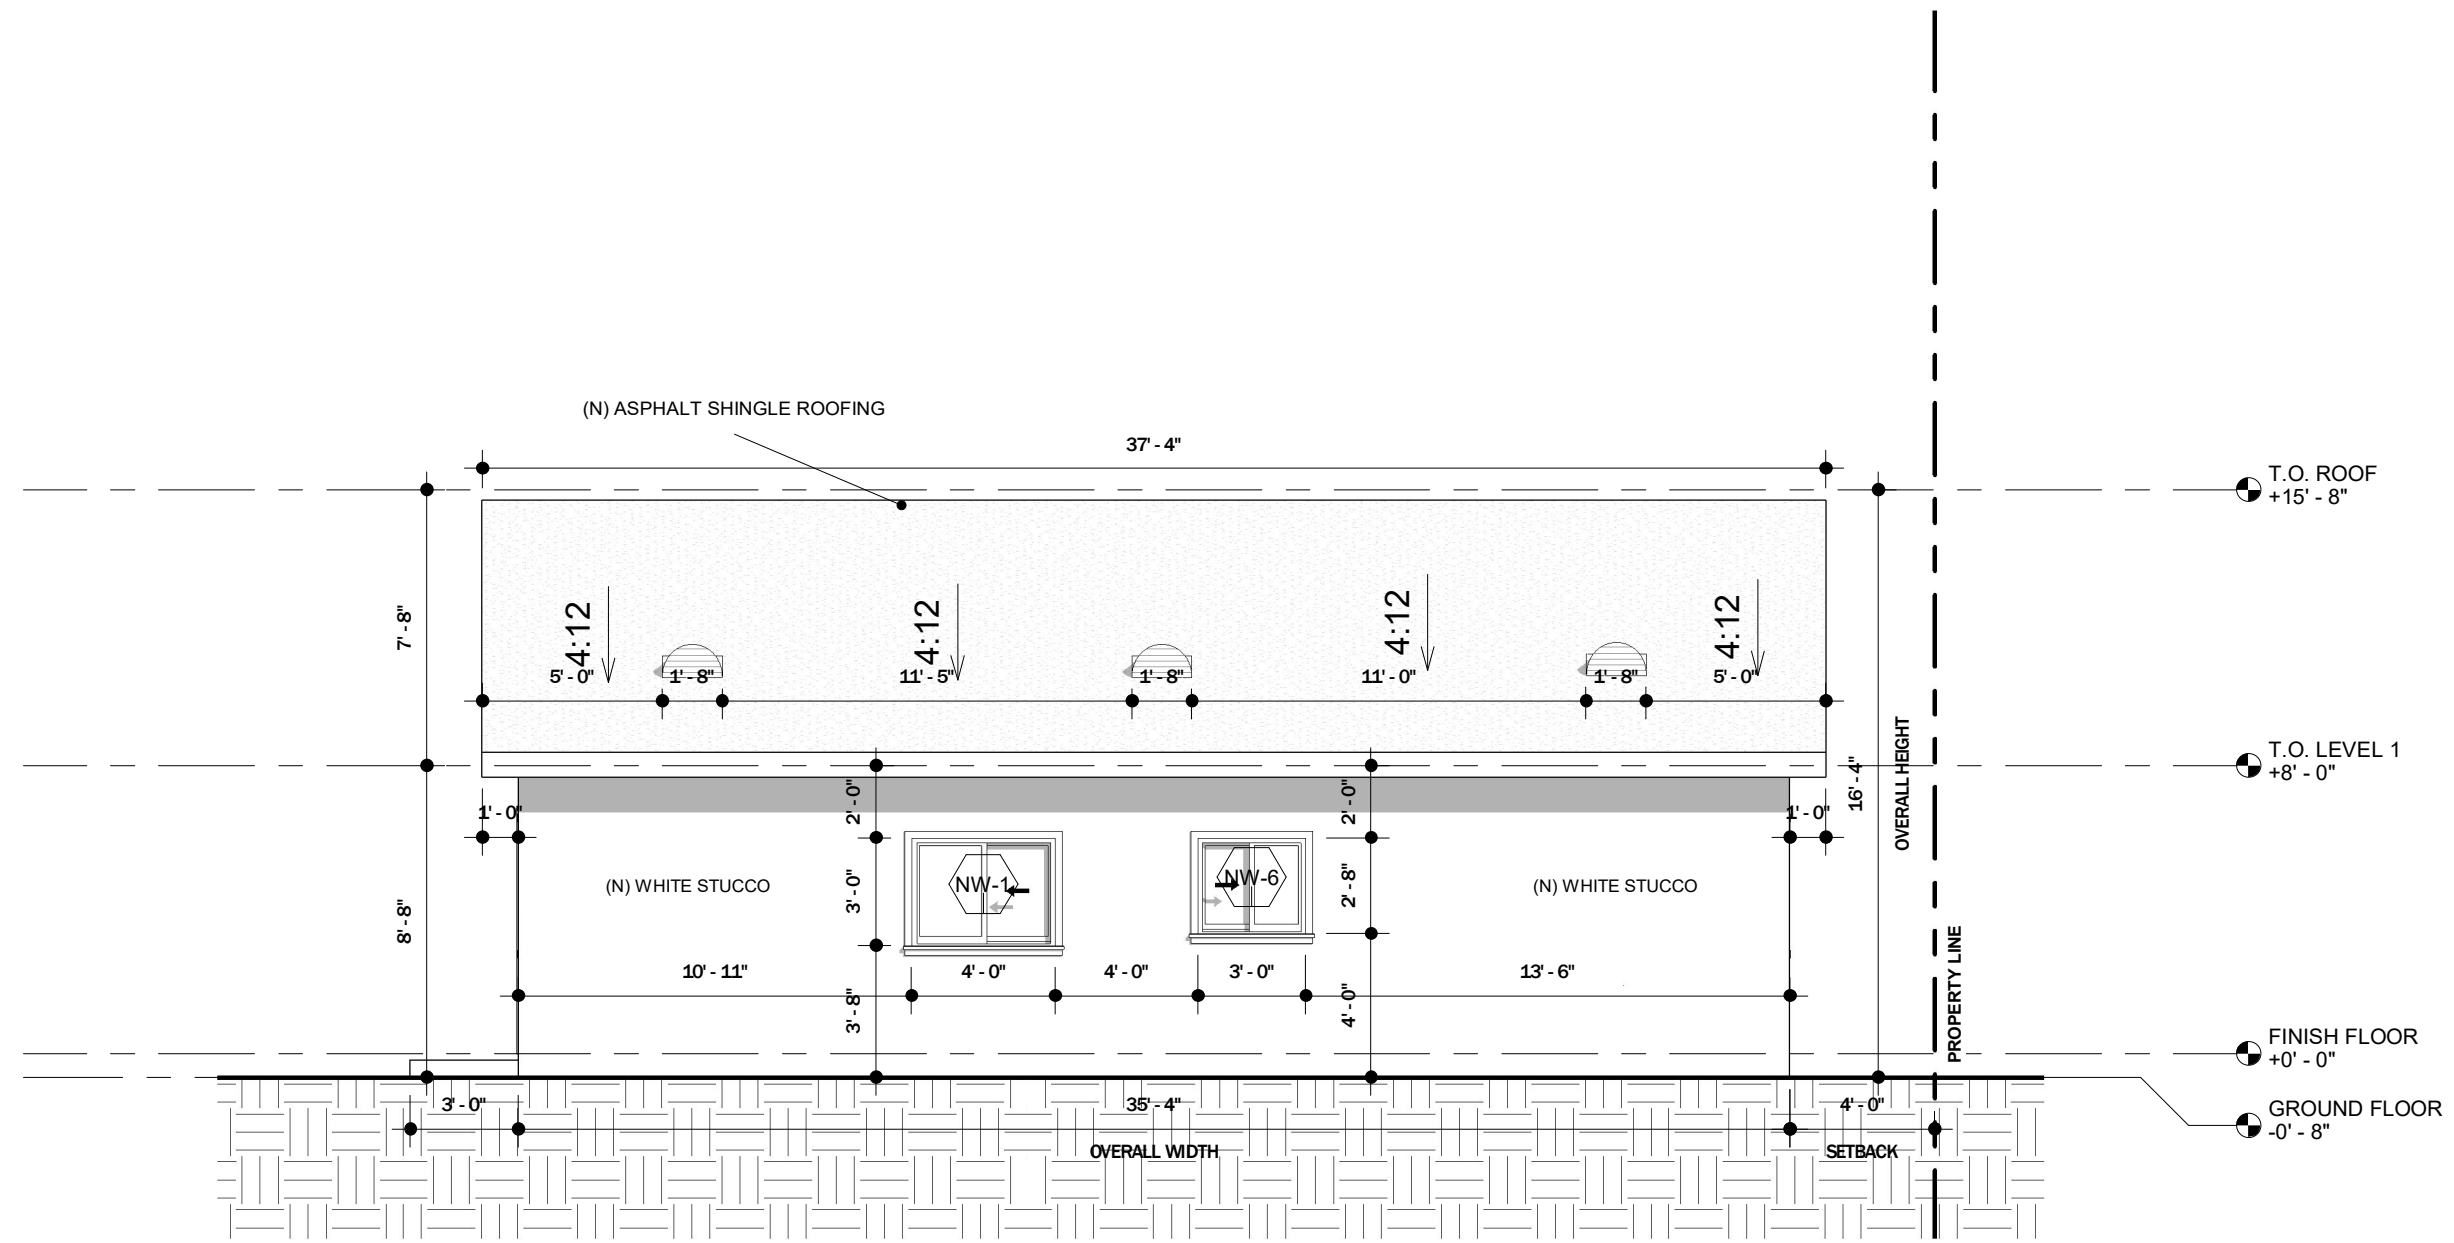 (N) ASPHALT SHINGLE ROOFING
37' - 4"
T.O. ROOF
+15' - 8"
7' - 8"
4:12
4:12
4:12
4:12
5' - 0"
1' - 8"
11' - 5"
1' - 8"
11' - 0"
1' - 8"
5' - 0"
T.O. LEVEL 1
+8' - 0"
16' - 4"
OVERALL HEIGHT
1' - 0"
2' - 0"
2' - 0"
1' - 0"
8' - 8"
(N) WHITE STUCCO
3' - 0"
NW-1
NW-6
2' - 8"
(N) WHITE STUCCO
10' - 11"
4' - 0"
4' - 0"
3' - 0"
13' - 6"
3' - 8"
4' - 0"
PROPERTY LINE
FINISH FLOOR
+0' - 0"
3' - 0"
35' - 4"
4' - 0"
GROUND FLOOR
-0' - 8"
OVERALL WIDTH
SETBACK